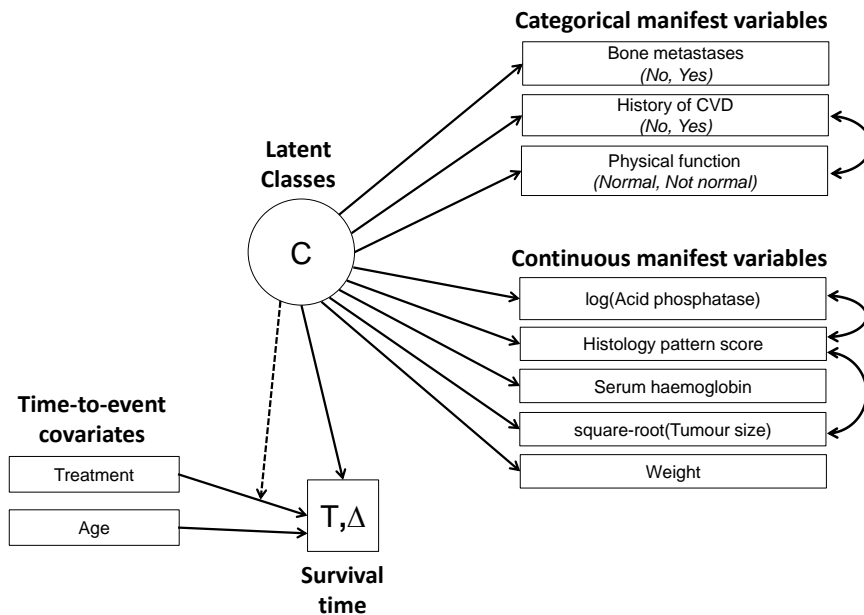 Categorical manifest variables
Bone metastases
(No, Yes)
History of CVD
(No, Yes)
Physical function
(Normal, Not normal)
Latent
Classes
C
Continuous manifest variables
log(Acid phosphatase)
Histology pattern score
Serum haemoglobin
square-root(Tumour size)
Weight
Time-to-event
covariates
Treatment
Age
T,Δ
Survival
time